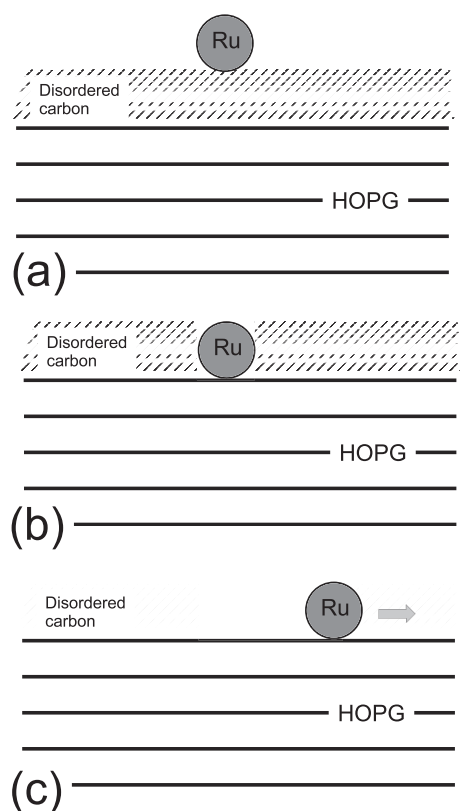 Ru
Disordered
carbon
HOPG
(a)
Disordered
carbon
Ru
HOPG
(b)
Disordered
carbon
Ru
HOPG
(c)